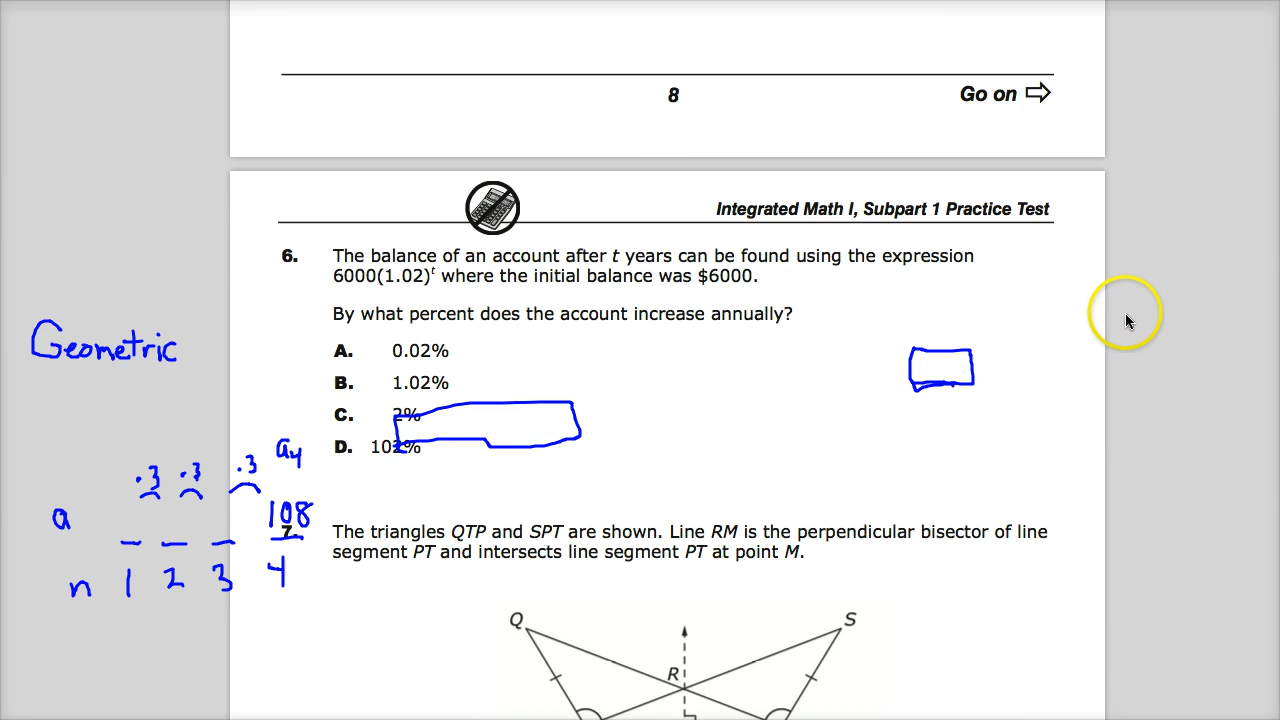 8
Go on
Integrated Math I, Subpart 1 Practice Test
6. The balance of an account after t years can be found using the expression
6000(1.02)ᵗ where the initial balance was $6000.
By what percent does the account increase annually?
A. 0.02%
B. 1.02%
C. 2%
D. 102%
Geometric
·3 ·3 ·3 a₄
a 108
n 1 2 3 4
7. The triangles QTP and SPT are shown. Line RM is the perpendicular bisector of line
segment PT and intersects line segment PT at point M.
Q S
R